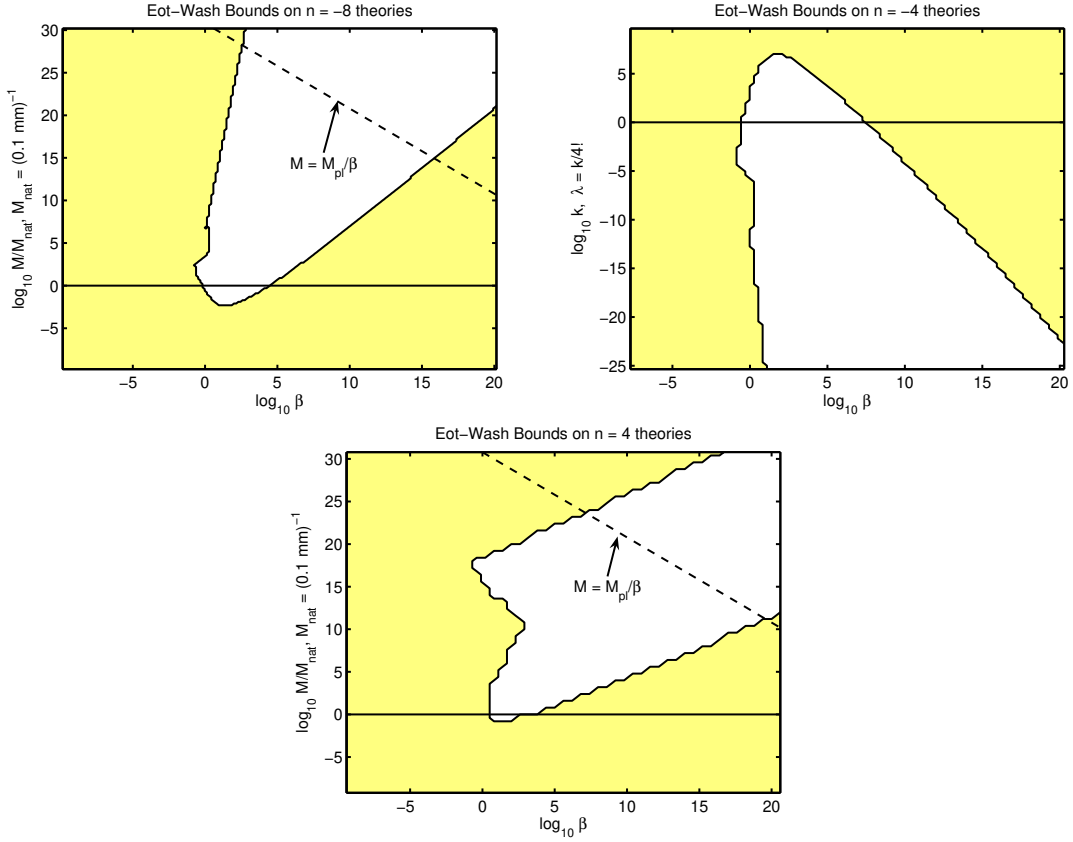 Eot−Wash Bounds on n = −8 theories
log₁₀ M/Mₙₐₜ, Mₙₐₜ = (0.1 mm)⁻¹
30
25
20
15
10
5
0
−5
M = Mₚₗ/β
−5 0 5 10 15 20
log₁₀ β
Eot−Wash Bounds on n = −4 theories
log₁₀ k, λ = k/4!
5
0
−5
−10
−15
−20
−25
−5 0 5 10 15 20
log₁₀ β
Eot−Wash Bounds on n = 4 theories
log₁₀ M/Mₙₐₜ, Mₙₐₜ = (0.1 mm)⁻¹
30
25
20
15
10
5
0
−5
M = Mₚₗ/β
−5 0 5 10 15 20
log₁₀ β